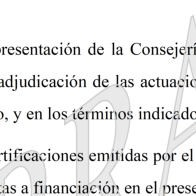 presentación de la Consejerí
adjudicación de las actuacio
o, y en los términos indicado
rtificaciones emitidas por el
tas a financiación en el prese